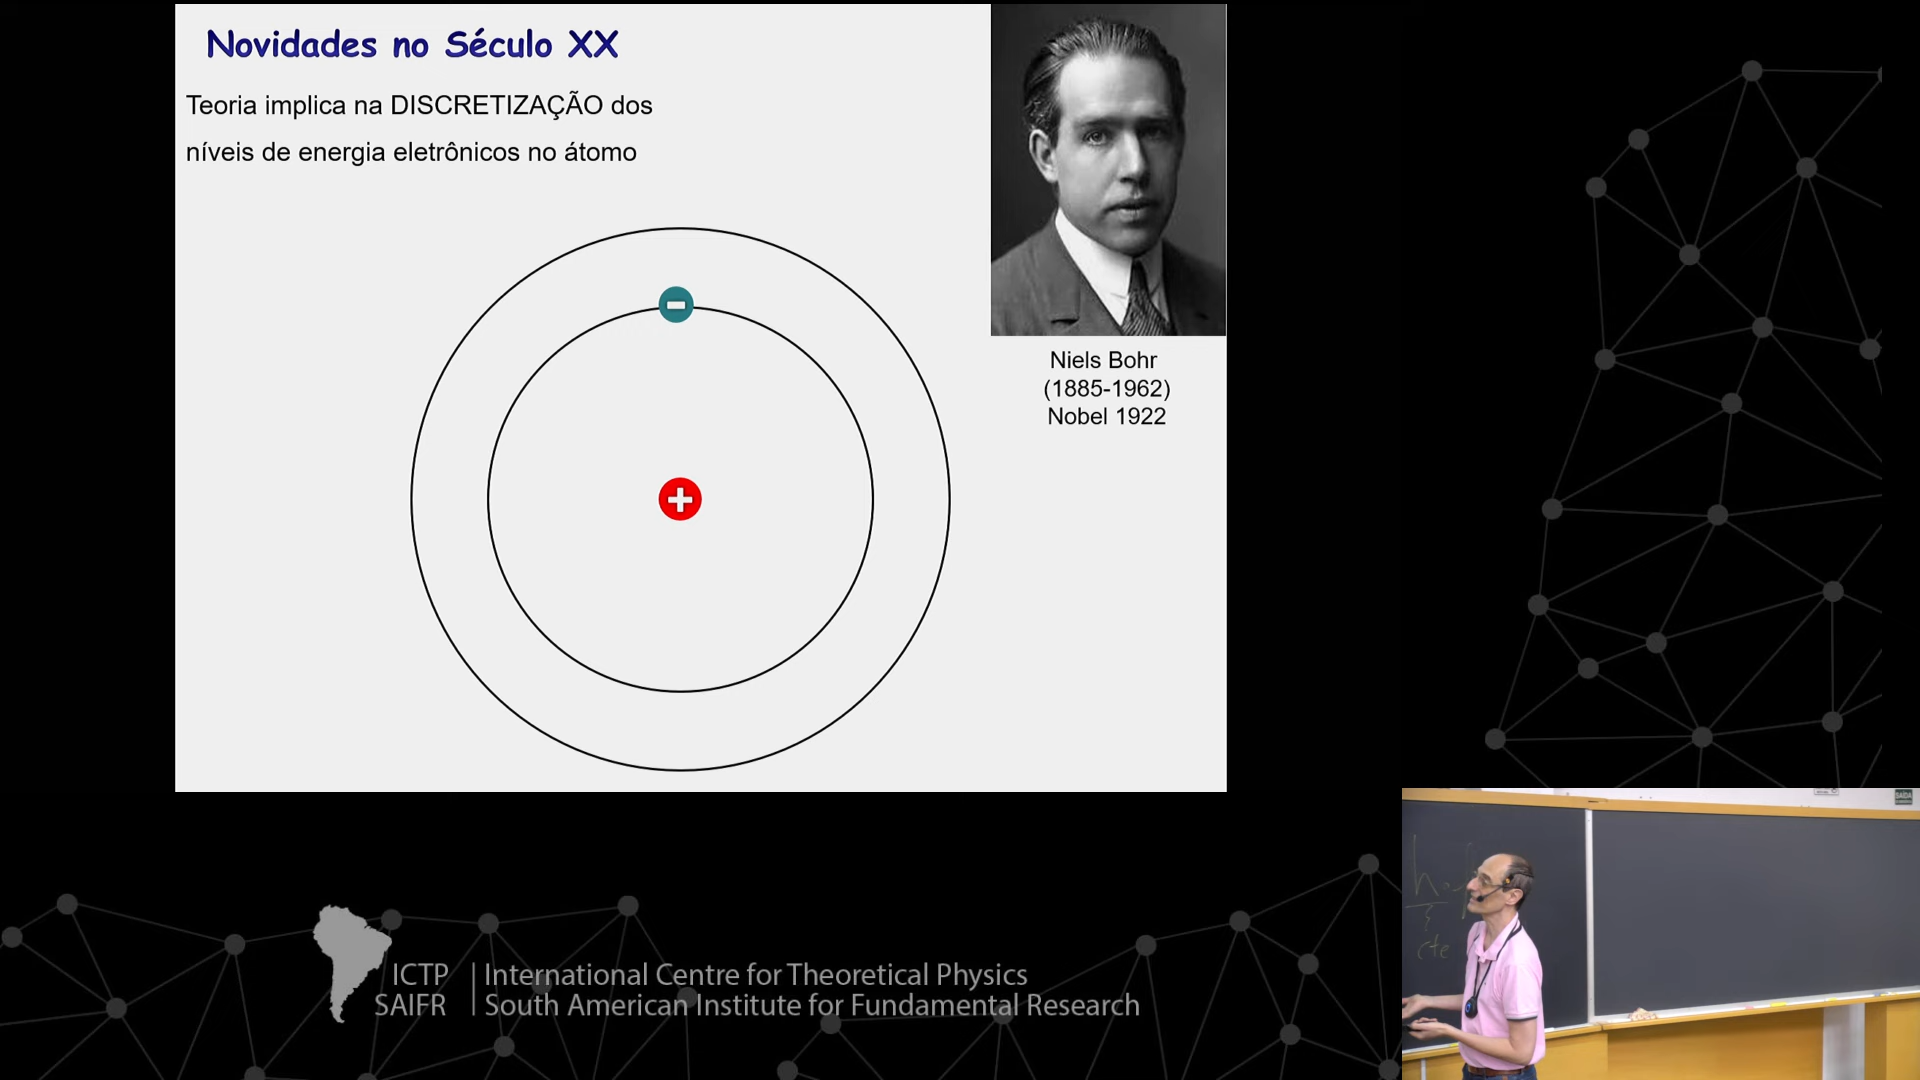 Novidades no Século XX
Teoria implica na DISCRETIZAÇÃO dos
níveis de energia eletrônicos no átomo
Niels Bohr
(1885-1962)
Nobel 1922
ICTP | International Centre for Theoretical Physics
SAIFR | South American Institute for Fundamental Research
cte